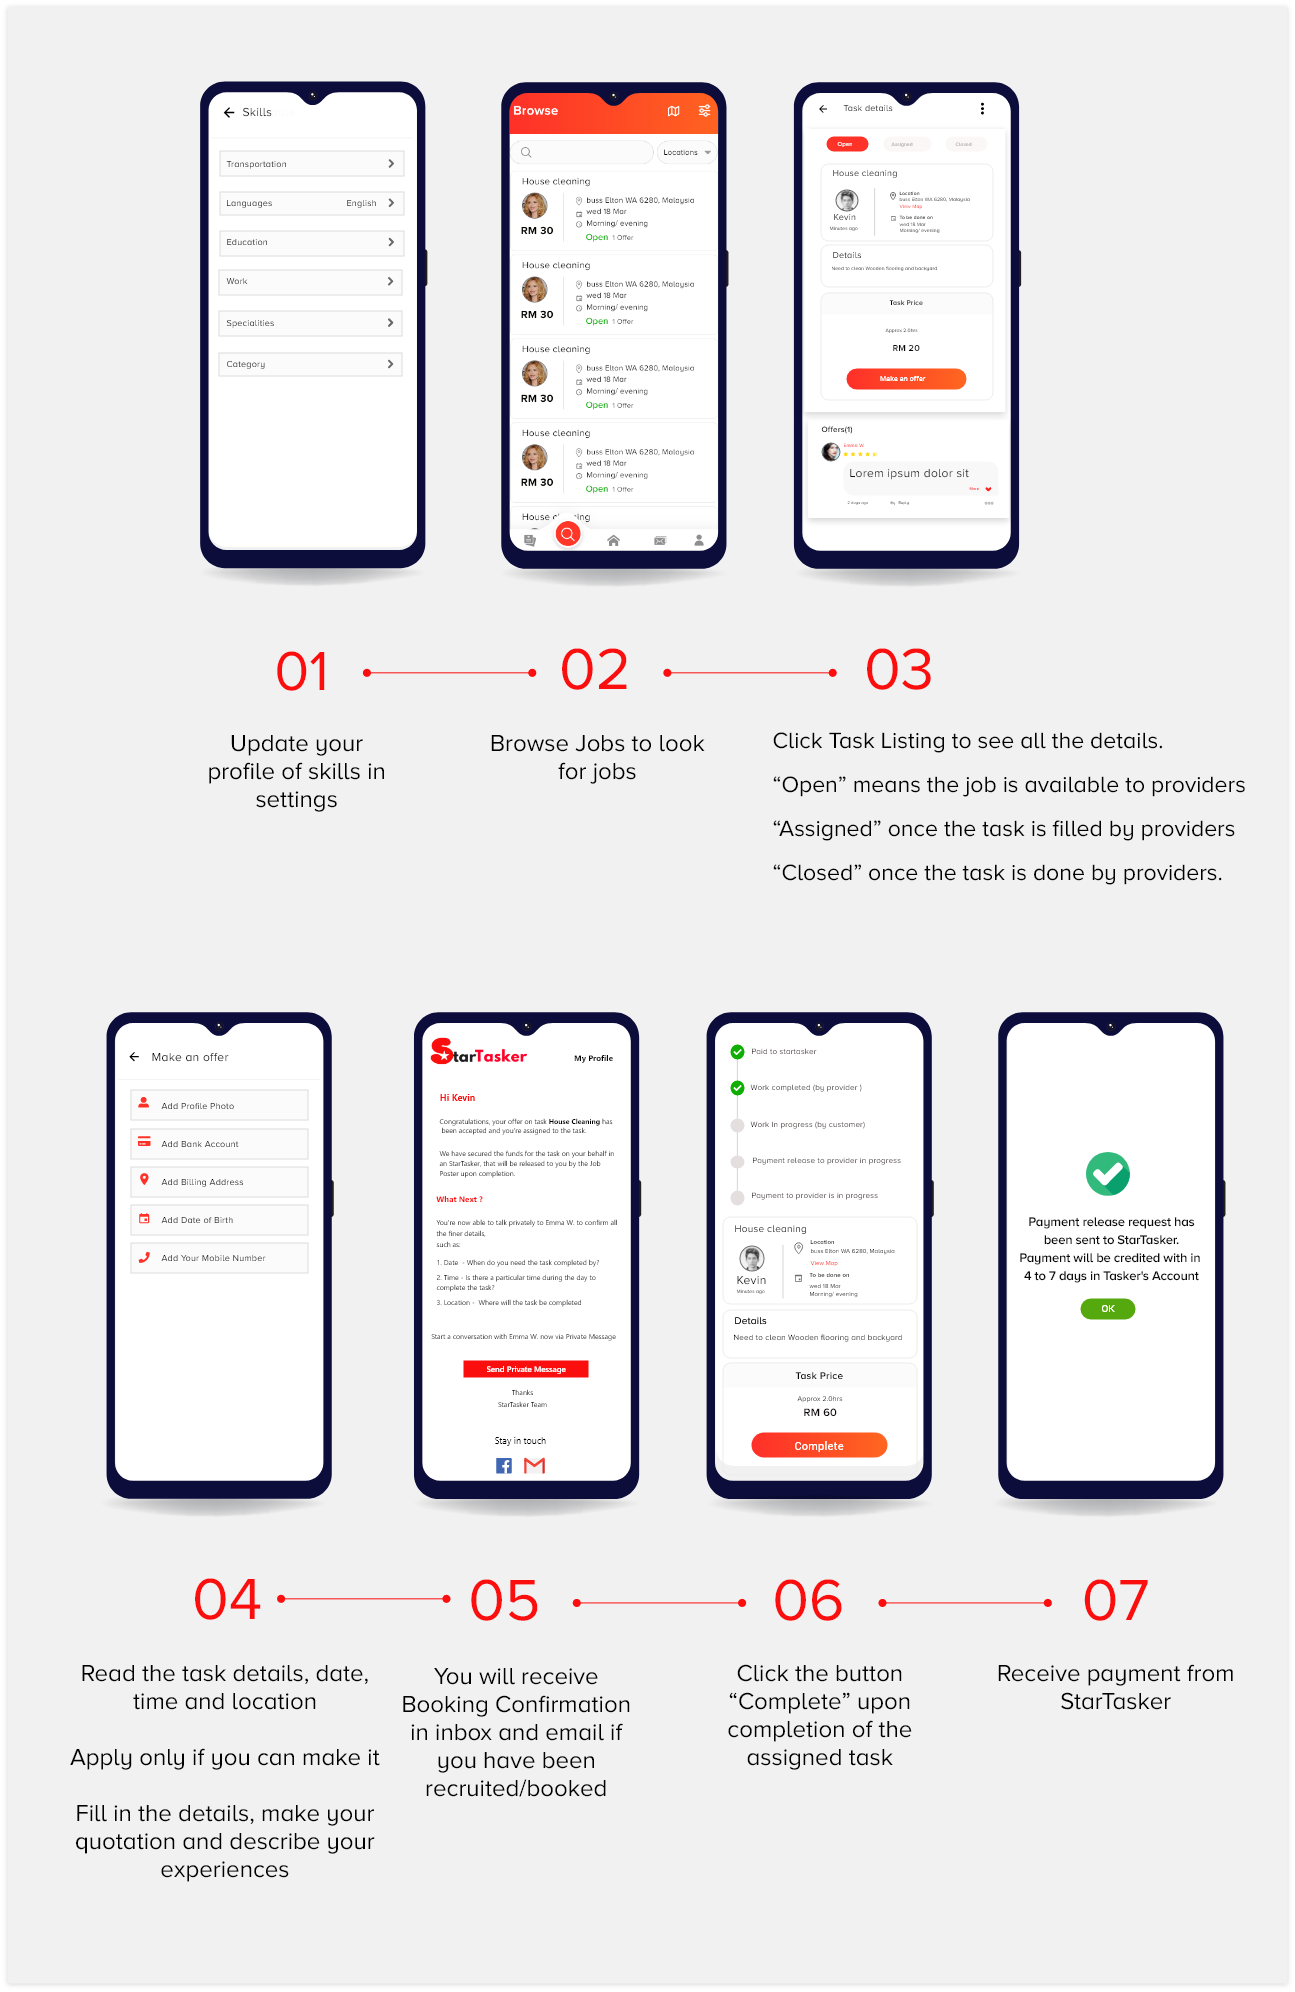 Skills
Transportation
Languages English
Education
Work
Specialities
Category
Browse
Locations
House cleaning
buss Elton WA 6280, Malaysia
wed 18 Mar
Morning/ evening
RM 30
Open 1 Offer
House cleaning
buss Elton WA 6280, Malaysia
wed 18 Mar
Morning/ evening
RM 30
Open 1 Offer
House cleaning
buss Elton WA 6280, Malaysia
wed 18 Mar
Morning/ evening
RM 30
Open 1 Offer
House cleaning
buss Elton WA 6280, Malaysia
wed 18 Mar
Morning/ evening
RM 30
Open 1 Offer
House cleaning
Task details
Open Assigned Closed
House cleaning
Location
buss Elton WA 6280, Malaysia
View Map
Kevin
Minutes ago
To be done on
wed 18 Mar
Morning/ evening
Details
Need to clean Wooden flooring and backyard
Task Price
Approx 2.0hrs
RM 20
Make an offer
Offers(1)
Emma W.
Lorem ipsum dolor sit
More
Reply
01
02
03
Update your
profile of skills in
settings
Browse Jobs to look
for jobs
Click Task Listing to see all the details.
“Open” means the job is available to providers
“Assigned” once the task is filled by providers
“Closed” once the task is done by providers.
Make an offer
Add Profile Photo
Add Bank Account
Add Billing Address
Add Date of Birth
Add Your Mobile Number
StarTasker
My Profile
Hi Kevin
Congratulations, your offer on task House Cleaning has
been accepted and you're assigned to the task.
We have secured the funds for the task on your behalf in
an StarTasker, that will be released to you by the Job
Poster upon completion.
What Next ?
You're now able to talk privately to Emma W. to confirm all
the finer details,
such as:
1. Date - When do you need the task completed by?
2. Time - Is there a particular time during the day to
complete the task?
3. Location - Where will the task be completed
Start a conversation with Emma W. now via Private Message
Send Private Message
Thanks
StarTasker Team
Stay in touch
Paid to startasker
Work completed (by provider )
Work In progress (by customer)
Payment release to provider in progress
Payment to provider is in progress
House cleaning
Location
buss Elton WA 6280, Malaysia
View Map
Kevin
Minutes ago
To be done on
wed 18 Mar
Morning/ evening
Details
Need to clean Wooden flooring and backyard
Task Price
Approx 2.0hrs
RM 60
Complete
Payment release request has
been sent to StarTasker.
Payment will be credited with in
4 to 7 days in Tasker's Account
OK
04
05
06
07
Read the task details, date,
time and location
Apply only if you can make it
Fill in the details, make your
quotation and describe your
experiences
You will receive
Booking Confirmation
in inbox and email if
you have been
recruited/booked
Click the button
“Complete” upon
completion of the
assigned task
Receive payment from
StarTasker